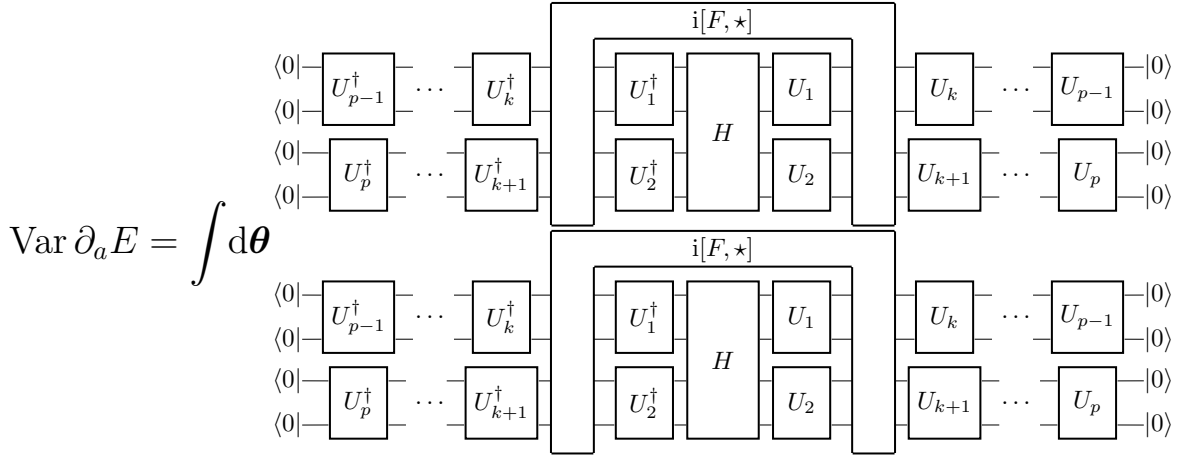 i[F, ⋆]
⟨0| U†_{p−1} ⋯ U†_k U†_1 H U_1 U_k ⋯ U_{p−1} |0⟩
⟨0| |0⟩
⟨0| U†_p ⋯ U†_{k+1} U†_2 U_2 U_{k+1} ⋯ U_p |0⟩
⟨0| |0⟩
Var ∂_a E = ∫ d𝜽
i[F, ⋆]
⟨0| U†_{p−1} ⋯ U†_k U†_1 H U_1 U_k ⋯ U_{p−1} |0⟩
⟨0| |0⟩
⟨0| U†_p ⋯ U†_{k+1} U†_2 U_2 U_{k+1} ⋯ U_p |0⟩
⟨0| |0⟩